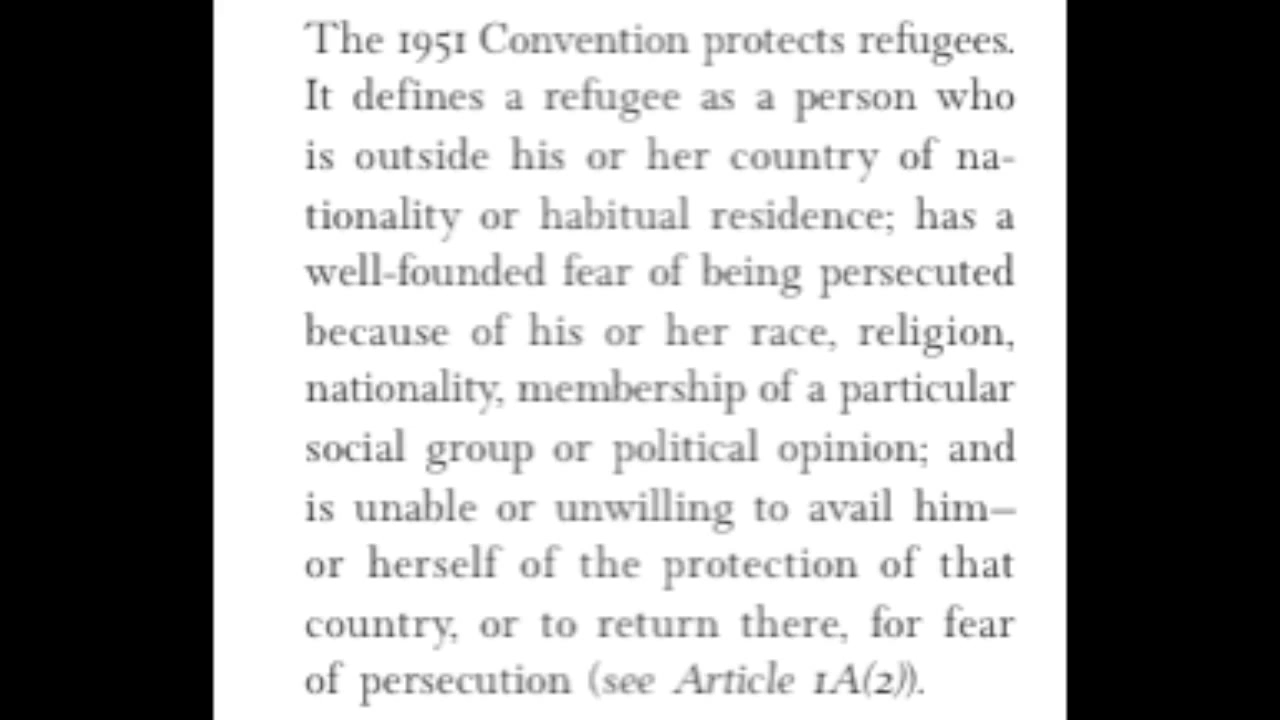 The 1951 Convention protects refugees.
It defines a refugee as a person who
is outside his or her country of na-
tionality or habitual residence; has a
well-founded fear of being persecuted
because of his or her race, religion,
nationality, membership of a particular
social group or political opinion; and
is unable or unwilling to avail him–
or herself of the protection of that
country, or to return there, for fear
of persecution (see Article 1A(2)).